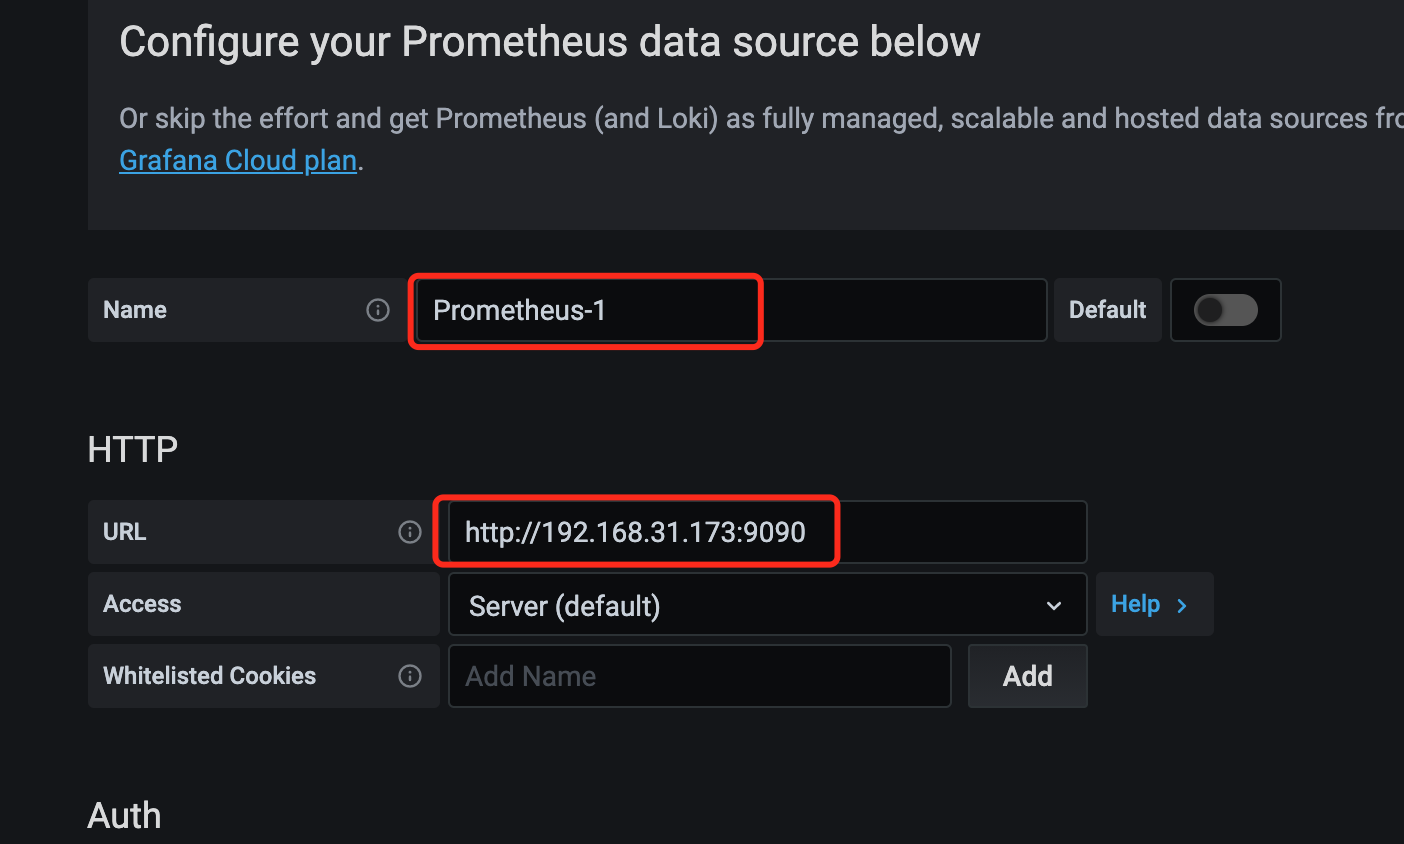 Configure your Prometheus data source below
Or skip the effort and get Prometheus (and Loki) as fully managed, scalable and hosted data sources
Grafana Cloud plan.
Name
Prometheus-1
Default
HTTP
URL
http://192.168.31.173:9090
Access
Server (default)
Help
Whitelisted Cookies
Add Name
Add
Auth